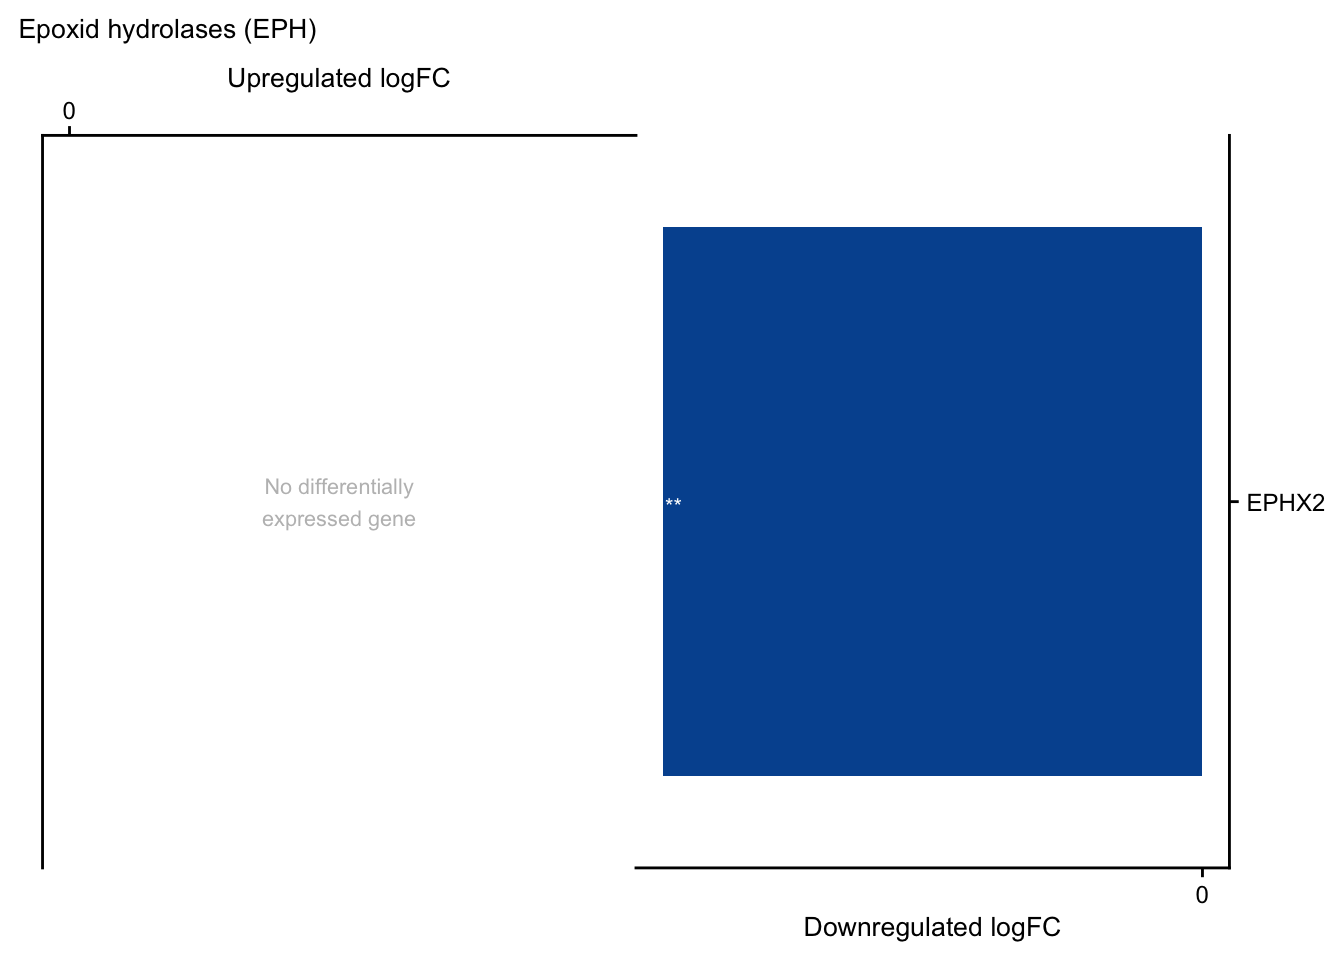 Epoxid hydrolases (EPH)
Upregulated logFC
0
No differentially
expressed gene
**
EPHX2
0
Downregulated logFC